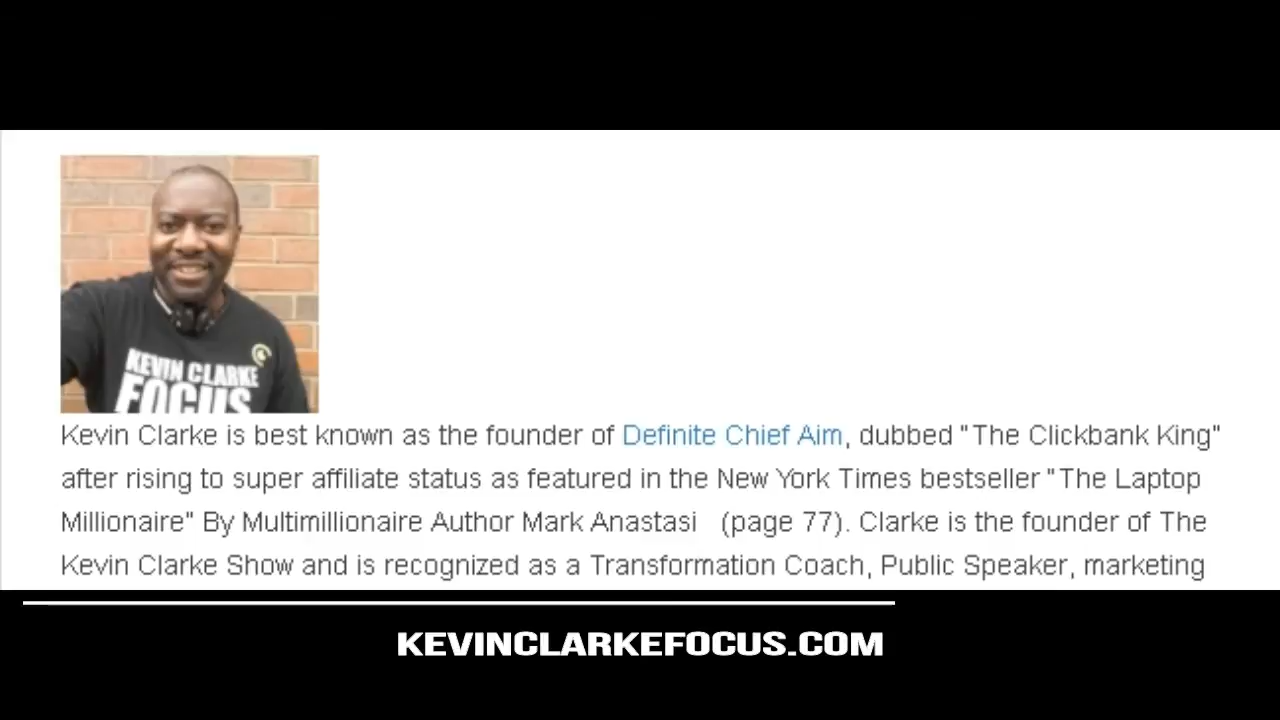 KEVIN CLARKE
FOCUS
Kevin Clarke is best known as the founder of Definite Chief Aim, dubbed "The Clickbank King"
after rising to super affiliate status as featured in the New York Times bestseller "The Laptop
Millionaire" By Multimillionaire Author Mark Anastasi (page 77). Clarke is the founder of The
Kevin Clarke Show and is recognized as a Transformation Coach, Public Speaker, marketing
KEVINCLARKEFOCUS.COM